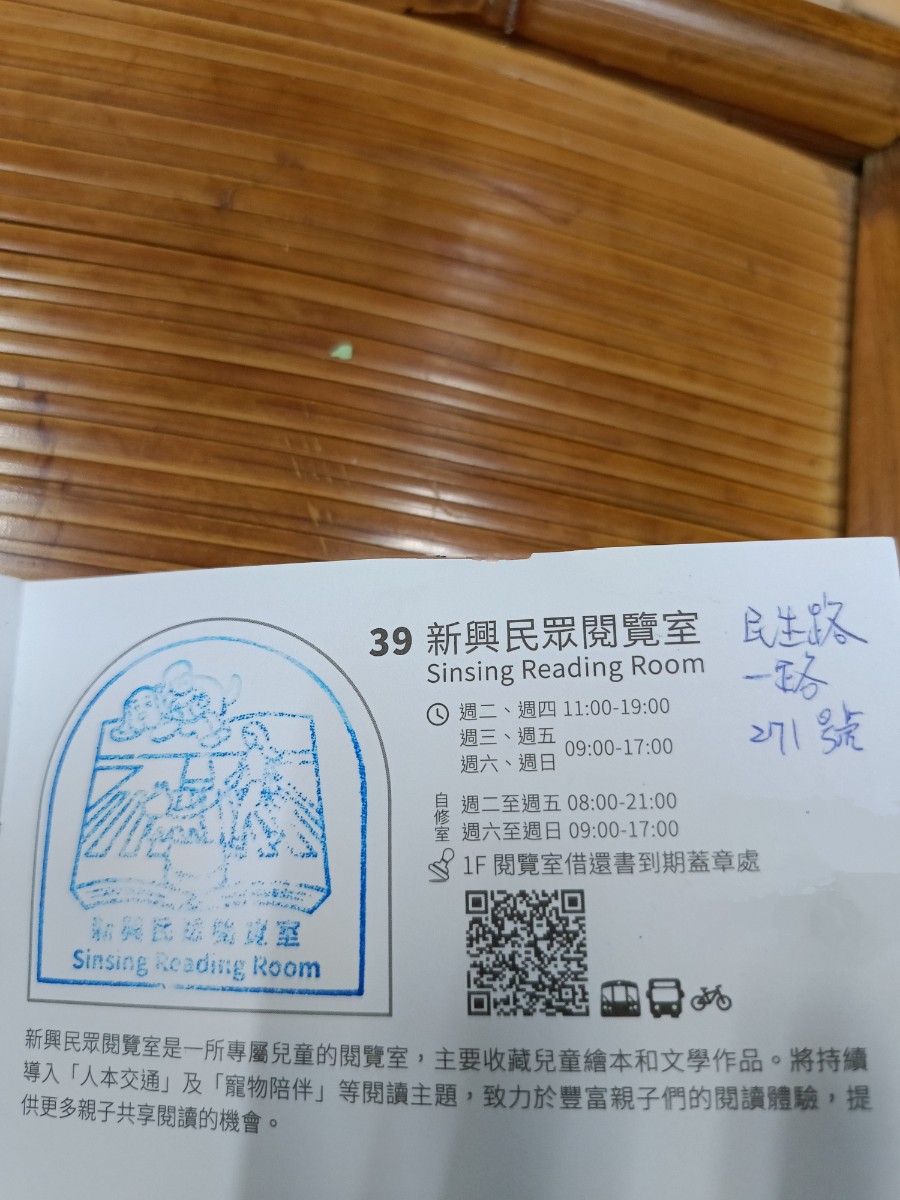 39 新興民眾閱覽室
Sinsing Reading Room
民生路
一路
271號
週二、週四 11:00-19:00
週三、週五
週六、週日 09:00-17:00
自修室
週二至週五 08:00-21:00
週六至週日 09:00-17:00
1F 閱覽室借還書到期蓋章處
新興民眾閱覽室
Sinsing Reading Room
新興民眾閱覽室是一所專屬兒童的閱覽室，主要收藏兒童繪本和文學作品。將持續
導入「人本交通」及「寵物陪伴」等閱讀主題，致力於豐富親子們的閱讀體驗，提
供更多親子共享閱讀的機會。